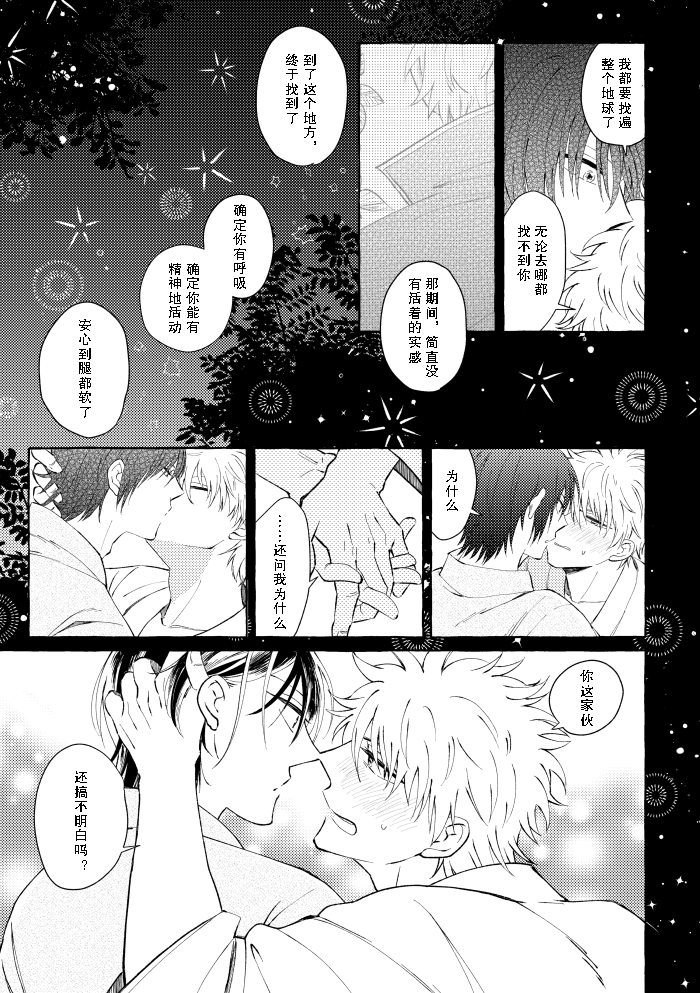 我都要找遍
整个地球了
无论去哪都
找不到你
那期间，简直没
有活着的实感
到了这个地方，
终于找到了
确定你有呼吸
确定你能有
精神地活动
安心到
腿都软了
为什么
……还问我为什么
你这家伙
还搞不
明白吗？